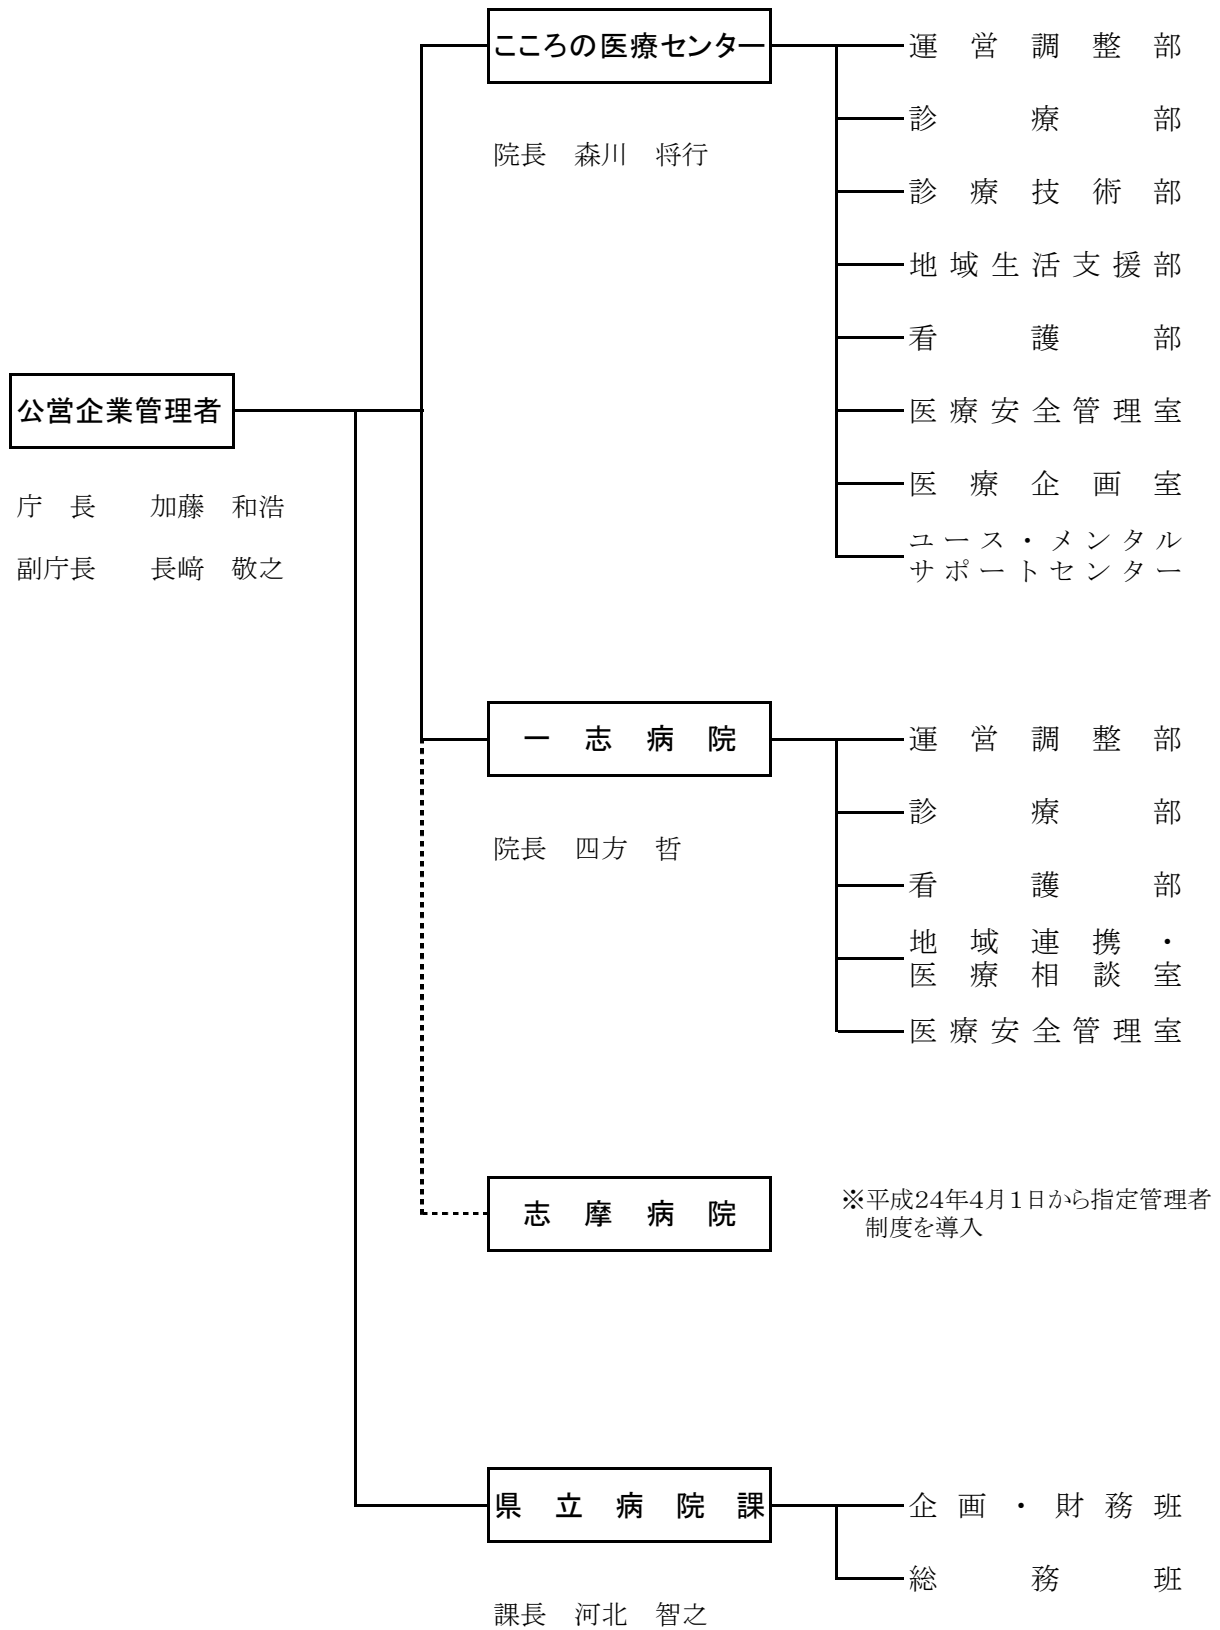 こころの医療センター
院長　森川　将行
運営調整部
診療部
診療技術部
地域生活支援部
看護部
医療安全管理室
医療企画室
ユース・メンタル
サポートセンター
公営企業管理者
庁　長　　加藤　和浩
副庁長　　長﨑　敬之
一志病院
院長　四方　哲
運営調整部
診療部
看護部
地域連携・
医療相談室
医療安全管理室
志摩病院
※平成24年4月1日から指定管理者
制度を導入
県立病院課
課長　河北　智之
企画・財務班
総務班